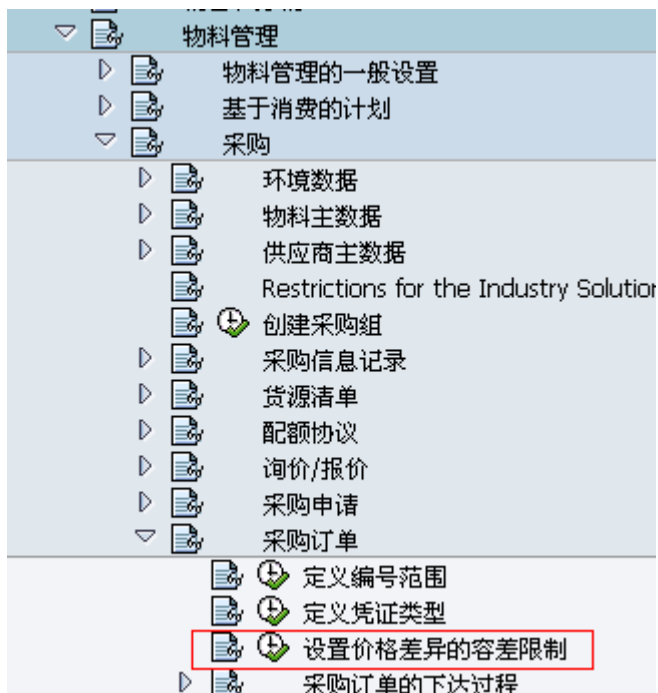 物料管理
物料管理的一般设置
基于消费的计划
采购
环境数据
物料主数据
供应商主数据
Restrictions for the Industry Solution
创建采购组
采购信息记录
货源清单
配额协议
询价/报价
采购申请
采购订单
定义编号范围
定义凭证类型
设置价格差异的容差限制
采购订单的下达过程